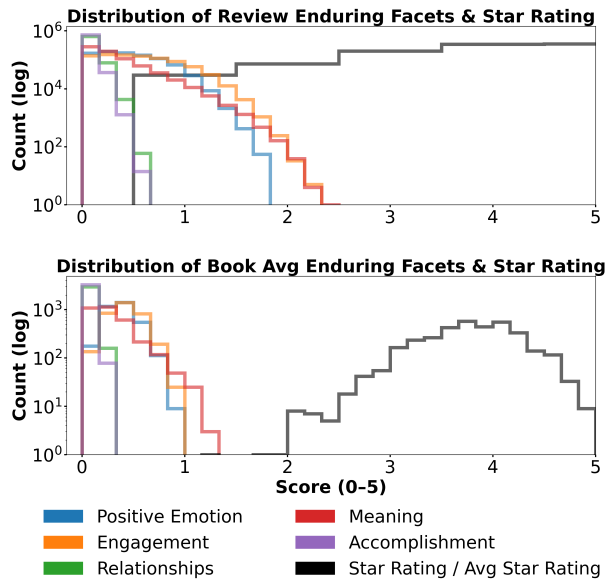 Distribution of Review Enduring Facets & Star Rating
Count (log)
10^6
10^4
10^2
10^0
0 1 2 3 4 5
Distribution of Book Avg Enduring Facets & Star Rating
Count (log)
10^3
10^2
10^1
10^0
0 1 2 3 4 5
Score (0–5)
Positive Emotion Meaning
Engagement Accomplishment
Relationships Star Rating / Avg Star Rating